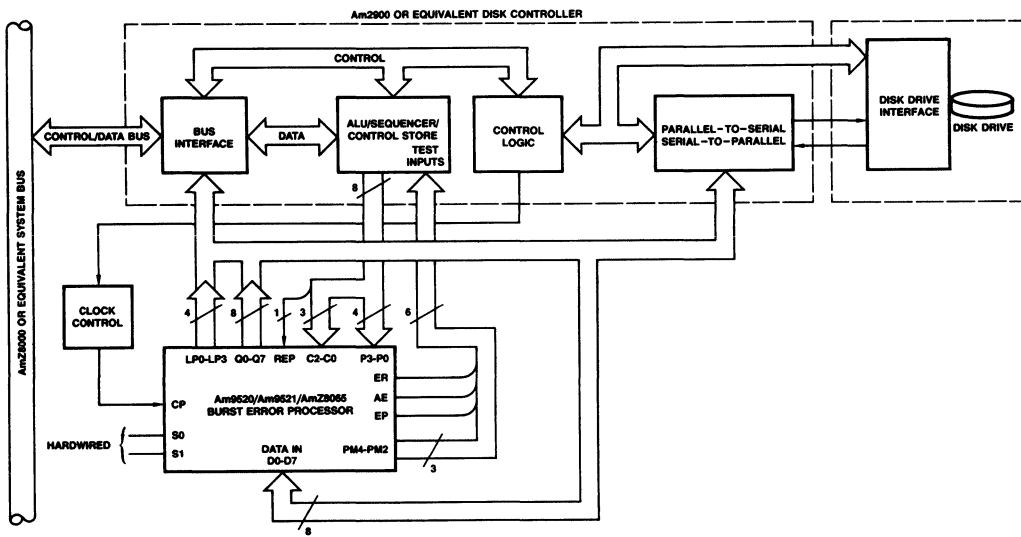 Am2900 OR EQUIVALENT DISK CONTROLLER
AmZ8000 OR EQUIVALENT SYSTEM BUS
CONTROL
CONTROL/DATA BUS
BUS
INTERFACE
DATA
ALU/SEQUENCER/
CONTROL STORE
TEST
INPUTS
CONTROL
LOGIC
PARALLEL-TO-SERIAL
SERIAL-TO-PARALLEL
DISK DRIVE
INTERFACE
DISK DRIVE
8
CLOCK
CONTROL
4
8
1
3
4
6
LP0-LP3
Q0-Q7
REP
C2-C0
P3-P0
Am9520/Am9521/AmZ8065
BURST ERROR PROCESSOR
ER
AE
EP
CP
HARDWIRED
S0
S1
DATA IN
D0-D7
PM4-PM2
3
8